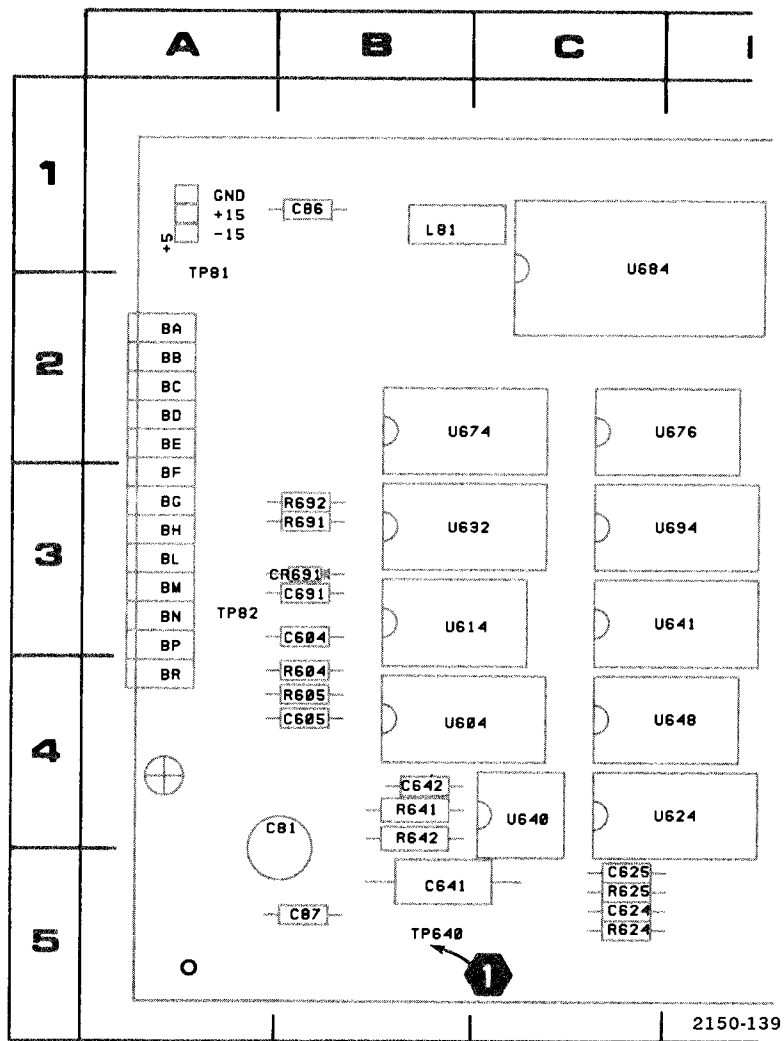 A B C
1
GND
+15
-15
+5
TP81
C86
L81
U684
2
BA
BB
BC
BD
BE
BF
BG
BH
BL
BM
BN
BP
BR
U674
U676
3
R692
R691
U632
U694
CR691
C691
TP82
C604
U614
U641
4
R604
R605
C605
U604
U648
C642
R641
R642
U640
U624
C81
5
C641
C625
R625
C624
R624
C87
TP640
1
2150-139